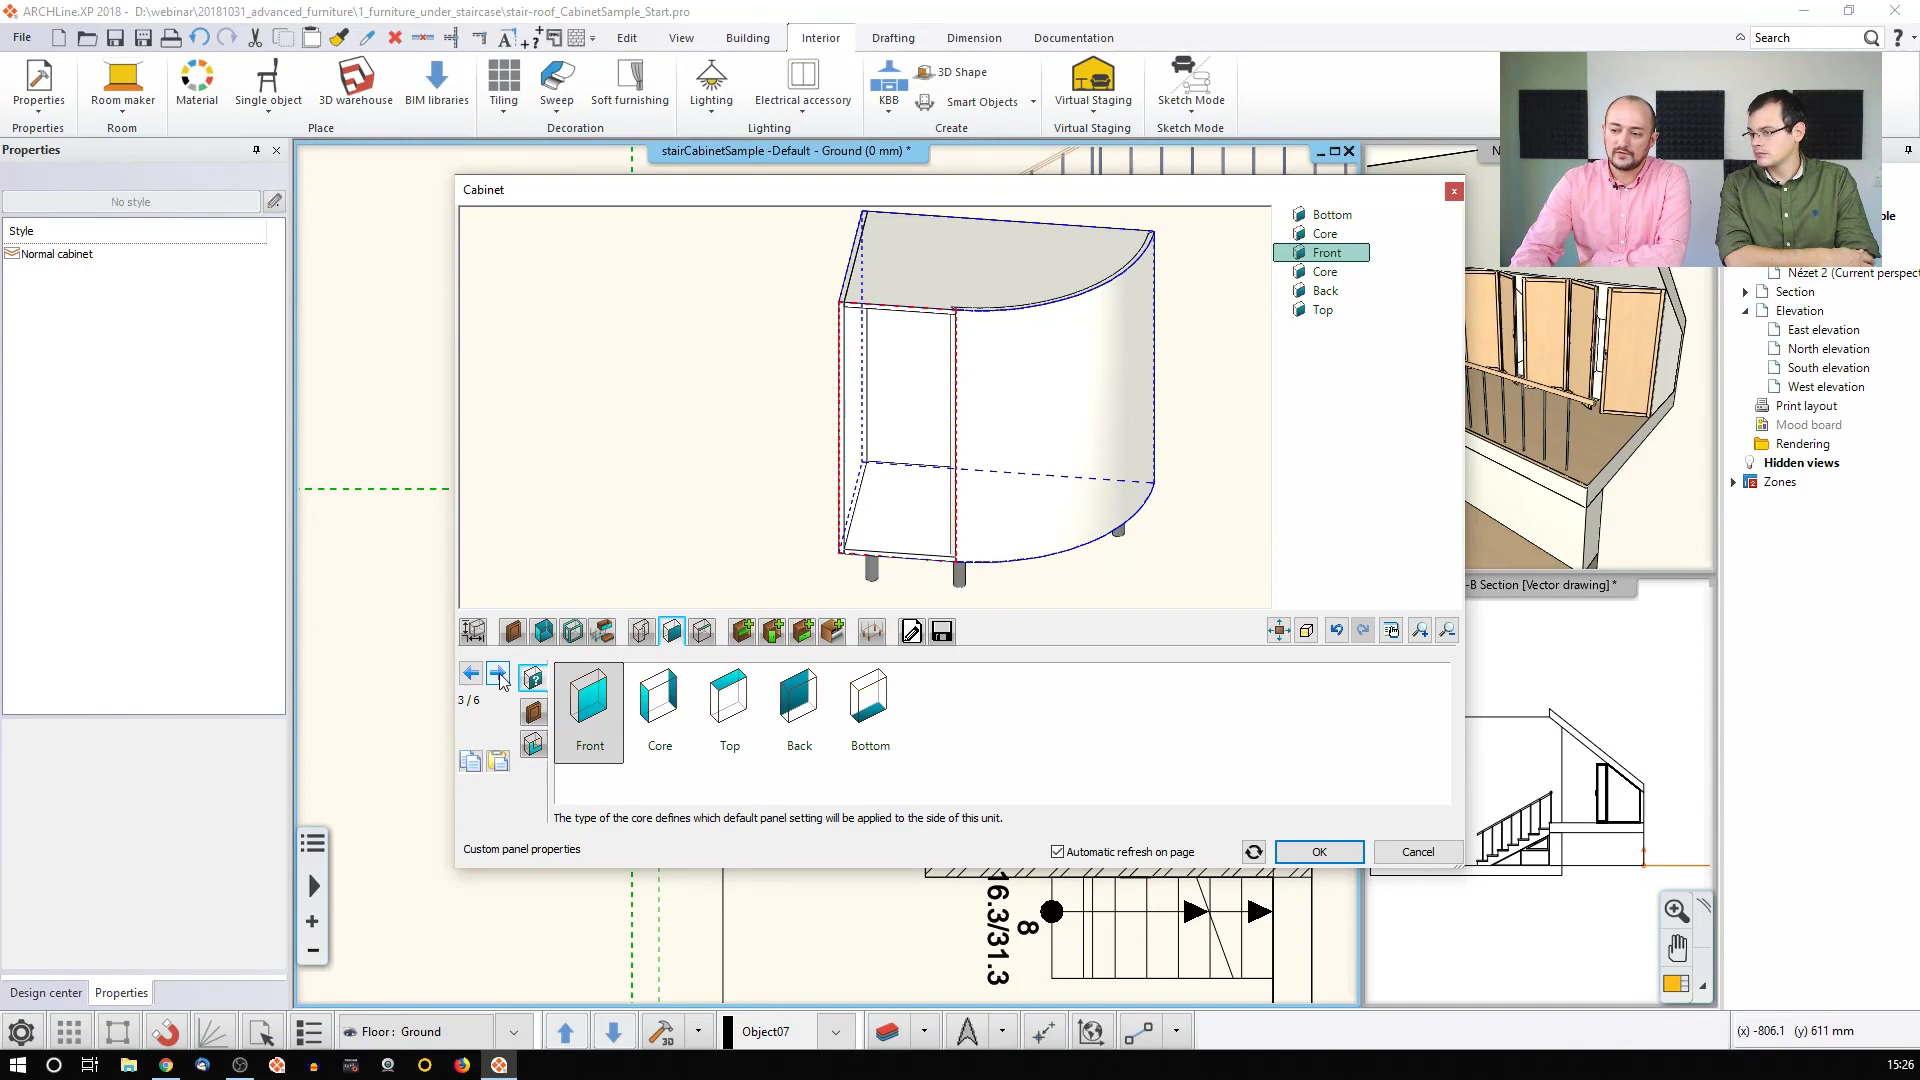 ARCHLine.XP 2018 - D:\webinar\20181031_advanced_furniture\1_furniture_under_staircase\stair-roof_CabinetSample_Start.pro
File
Edit
View
Building
Interior
Drafting
Dimension
Documentation
Search
Properties
Room maker
Material
Single object
3D warehouse
BIM libraries
Tiling
Sweep
Soft furnishing
Lighting
Electrical accessory
KBB
3D Shape
Smart Objects
Virtual Staging
Sketch Mode
Properties
Room
Place
Decoration
Lighting
Create
Virtual Staging
Sketch Mode
Properties
No style
Style
Normal cabinet
stairCabinetSample -Default - Ground (0 mm) *
N
Cabinet
Bottom
Core
Front
Core
Back
Top
Nézet 2 (Current perspect
Section
Elevation
East elevation
North elevation
South elevation
West elevation
Print layout
Mood board
Rendering
Hidden views
Zones
-B Section [Vector drawing] *
3 / 6
Front
Core
Top
Back
Bottom
The type of the core defines which default panel setting will be applied to the side of this unit.
Custom panel properties
Automatic refresh on page
OK
Cancel
16.3/31.3
8
Design center
Properties
Floor : Ground
3D
Object07
(x) -806.1 (y) 611 mm
15:26